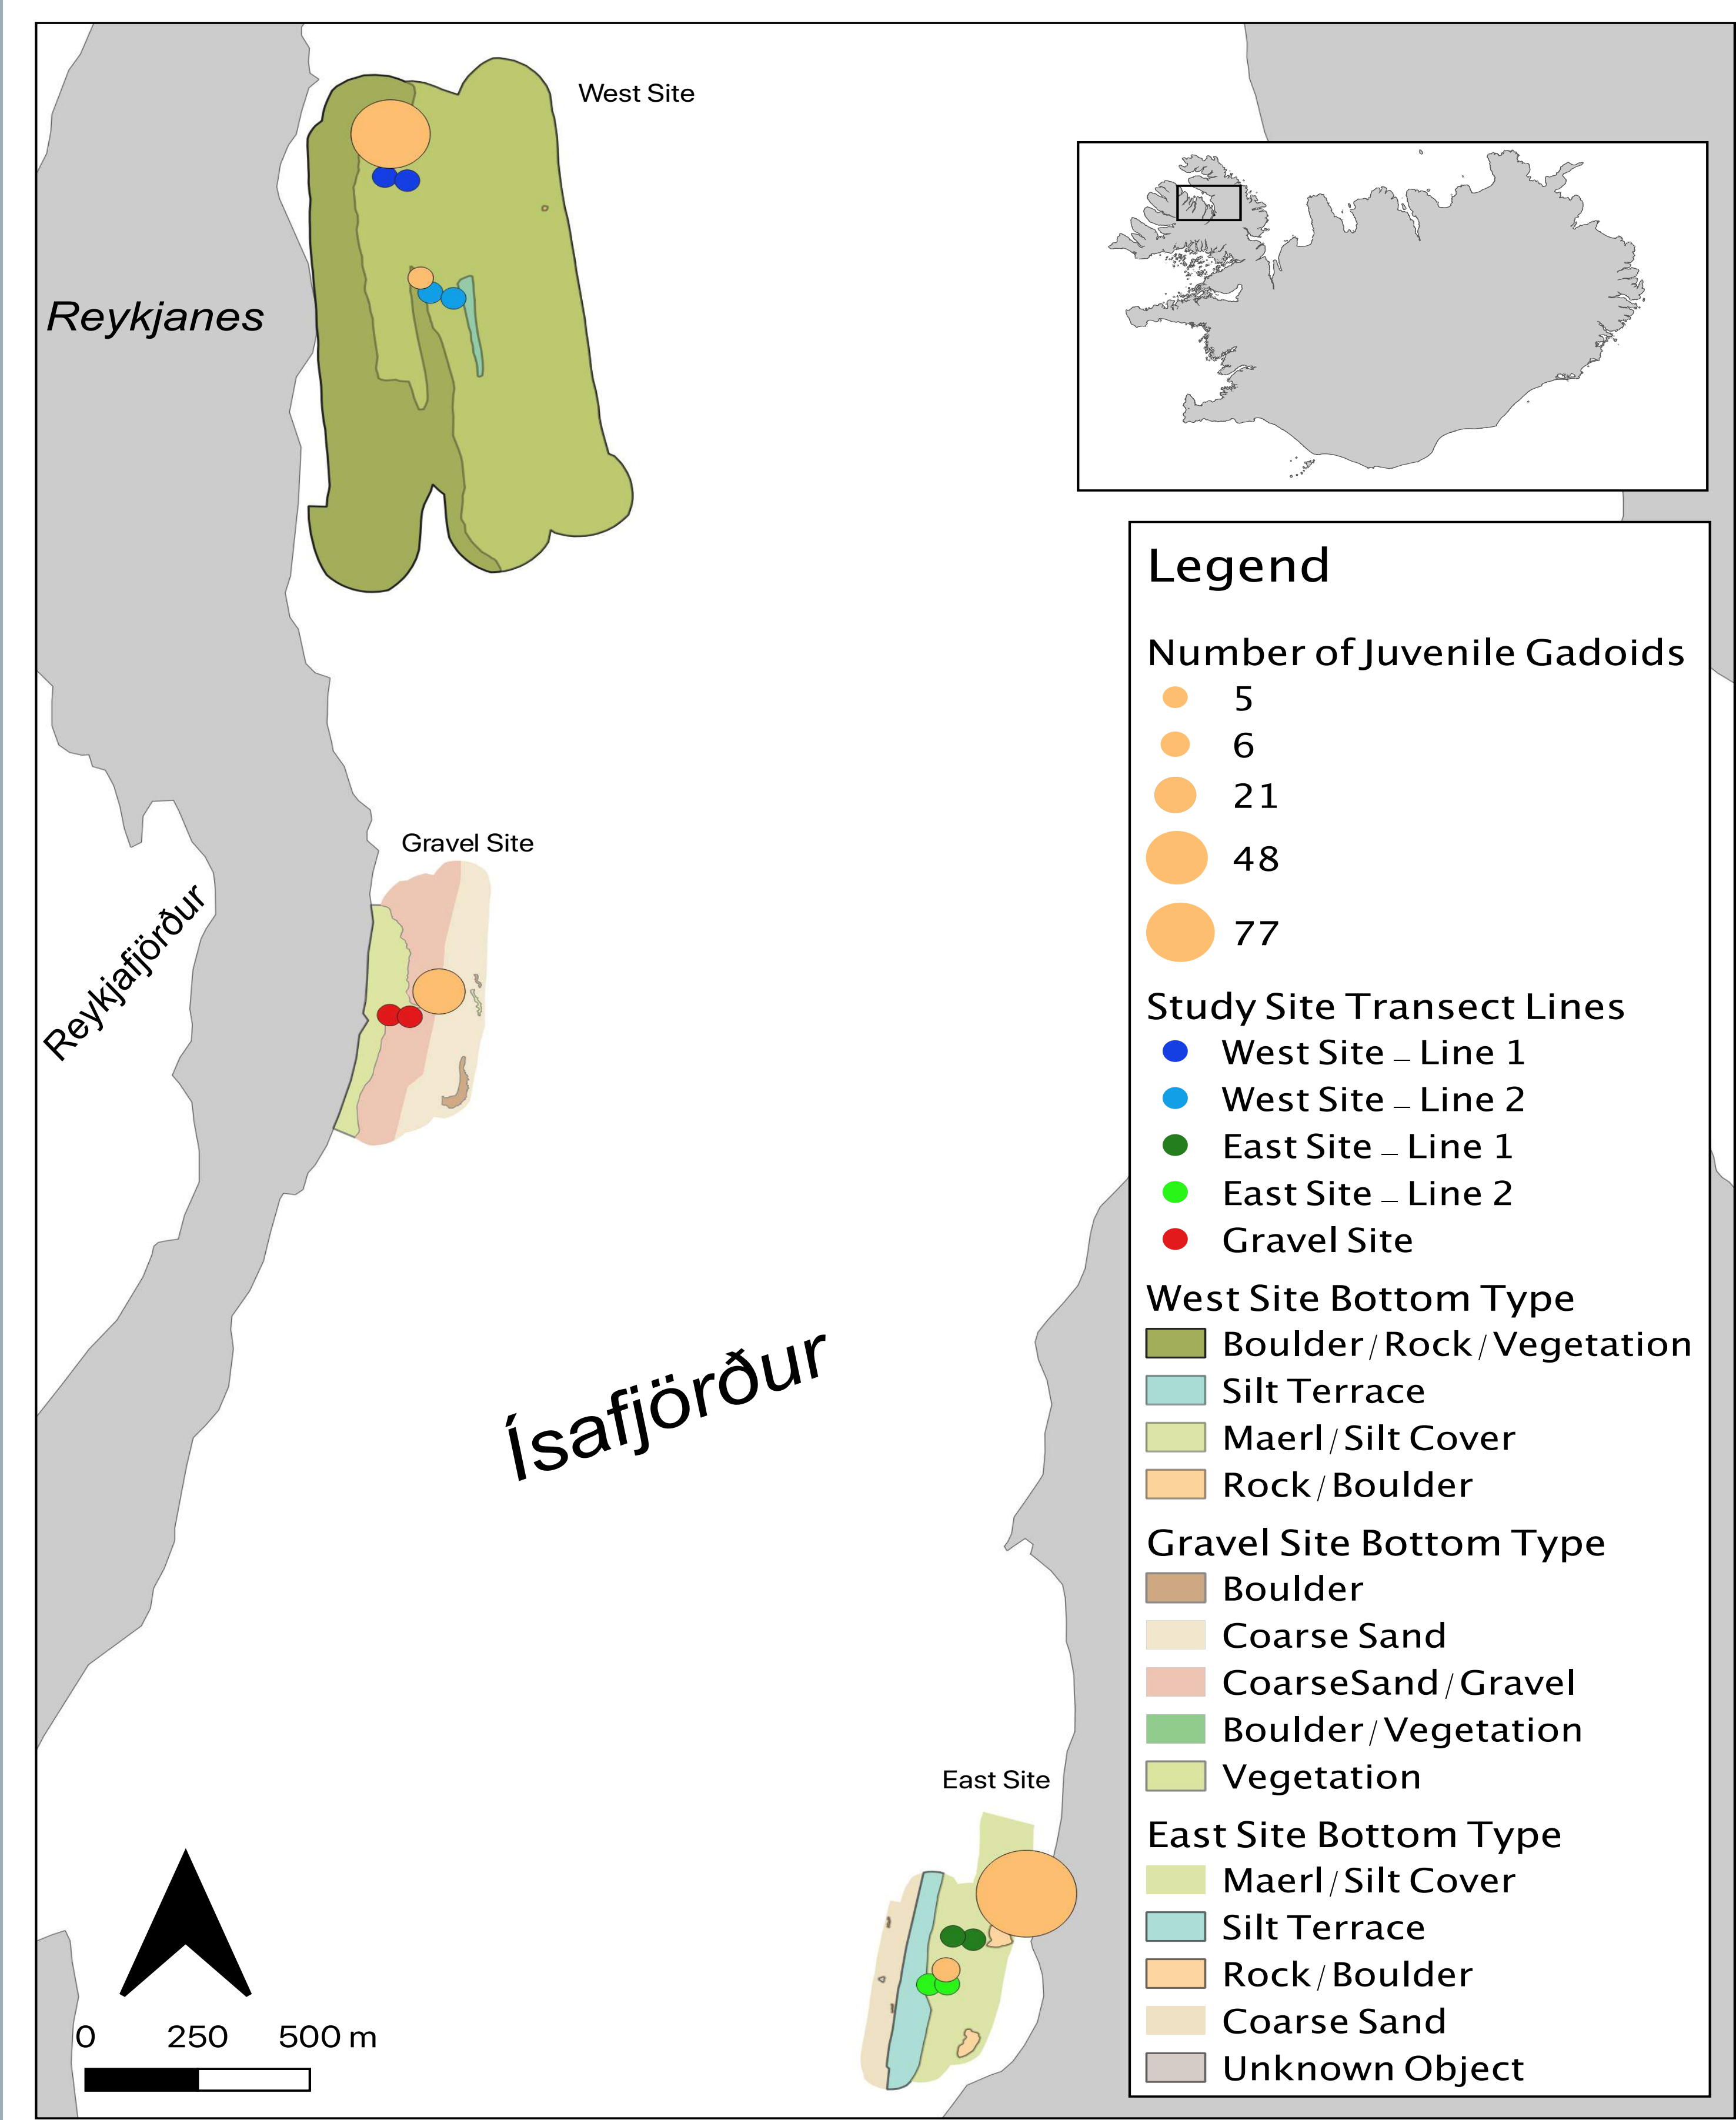 West Site
Reykjanes
Gravel Site
Reykjafijörður
Ísafjörður
East Site
0 250 500 m
Legend
Number of Juvenile Gadoids
5
6
21
48
77
Study Site Transect Lines
West Site – Line 1
West Site – Line 2
East Site – Line 1
East Site – Line 2
Gravel Site
West Site Bottom Type
Boulder/Rock/Vegetation
Silt Terrace
Maerl/Silt Cover
Rock/Boulder
Gravel Site Bottom Type
Boulder
Coarse Sand
CoarseSand/Gravel
Boulder/Vegetation
Vegetation
East Site Bottom Type
Maerl/Silt Cover
Silt Terrace
Rock/Boulder
Coarse Sand
Unknown Object